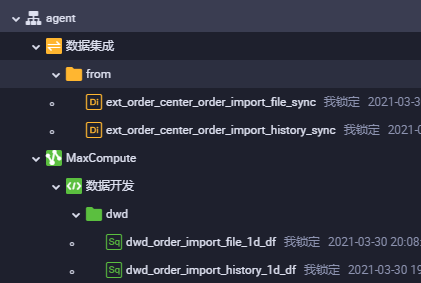 agent
数据集成
from
DI ext_order_center_order_import_file_sync 我锁定 2021-03-3
DI ext_order_center_order_import_history_sync 我锁定 2021-0
MaxCompute
数据开发
dwd
Sq dwd_order_import_file_1d_df 我锁定 2021-03-30 20:08:
Sq dwd_order_import_history_1d_df 我锁定 2021-03-30 19